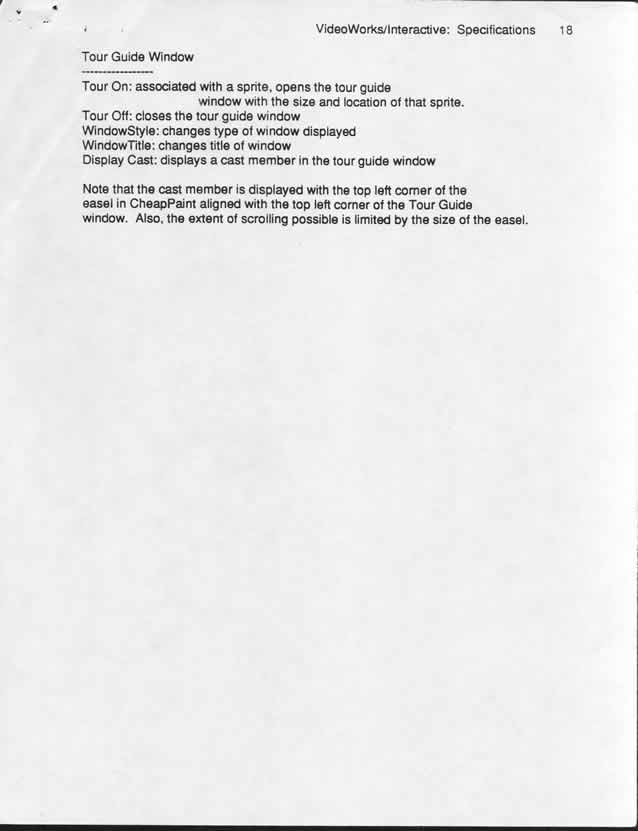 VideoWorks/Interactive: Specifications 18
Tour Guide Window
-----------------
Tour On: associated with a sprite, opens the tour guide
window with the size and location of that sprite.
Tour Off: closes the tour guide window
WindowStyle: changes type of window displayed
WindowTitle: changes title of window
Display Cast: displays a cast member in the tour guide window
Note that the cast member is displayed with the top left corner of the
easel in CheapPaint aligned with the top left corner of the Tour Guide
window. Also, the extent of scrolling possible is limited by the size of the easel.